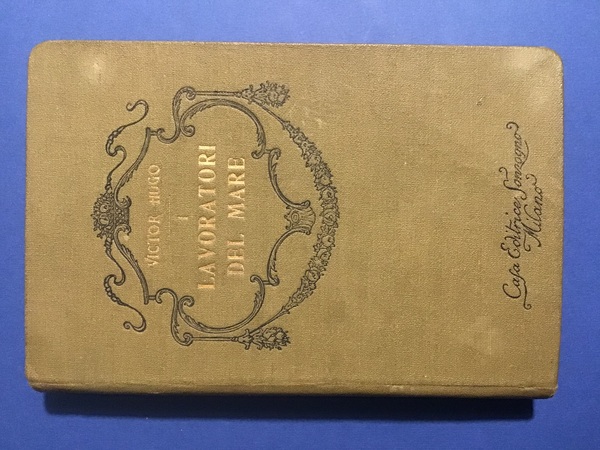 VICTOR HUGO
I
LAVORATORI
DEL MARE
Casa Editrice Sonzogno
Milano